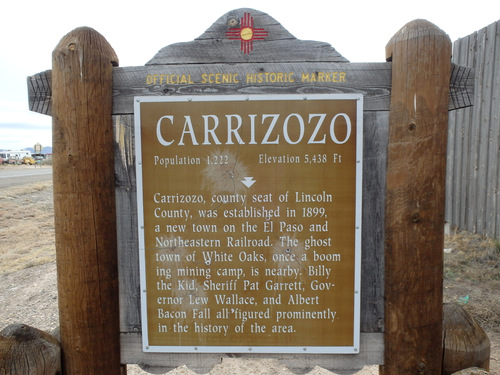 OFFICIAL SCENIC HISTORIC MARKER
CARRIZOZO
Population 1,222 Elevation 5,438 Ft
Carrizozo, county seat of Lincoln
County, was established in 1899,
a new town on the El Paso and
Northeastern Railroad. The ghost
town of White Oaks, once a boom
ing mining camp, is nearby. Billy
the Kid, Sheriff Pat Garrett, Gov-
ernor Lew Wallace, and Albert
Bacon Fall all figured prominently
in the history of the area.